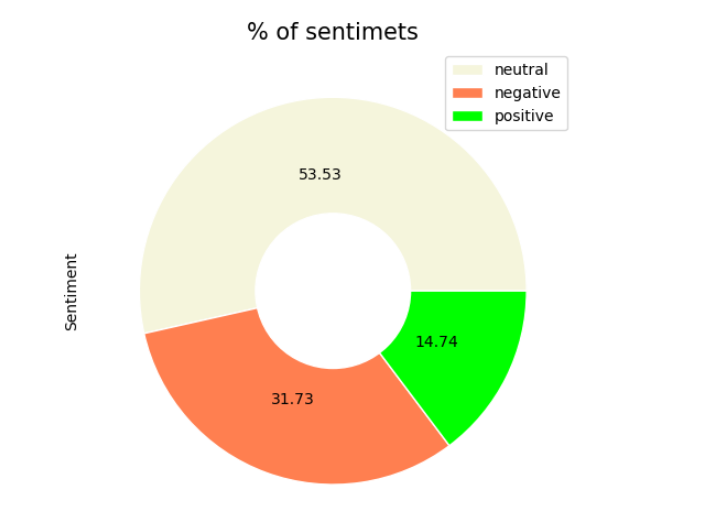 % of sentimets
neutral
negative
positive
53.53
Sentiment
14.74
31.73